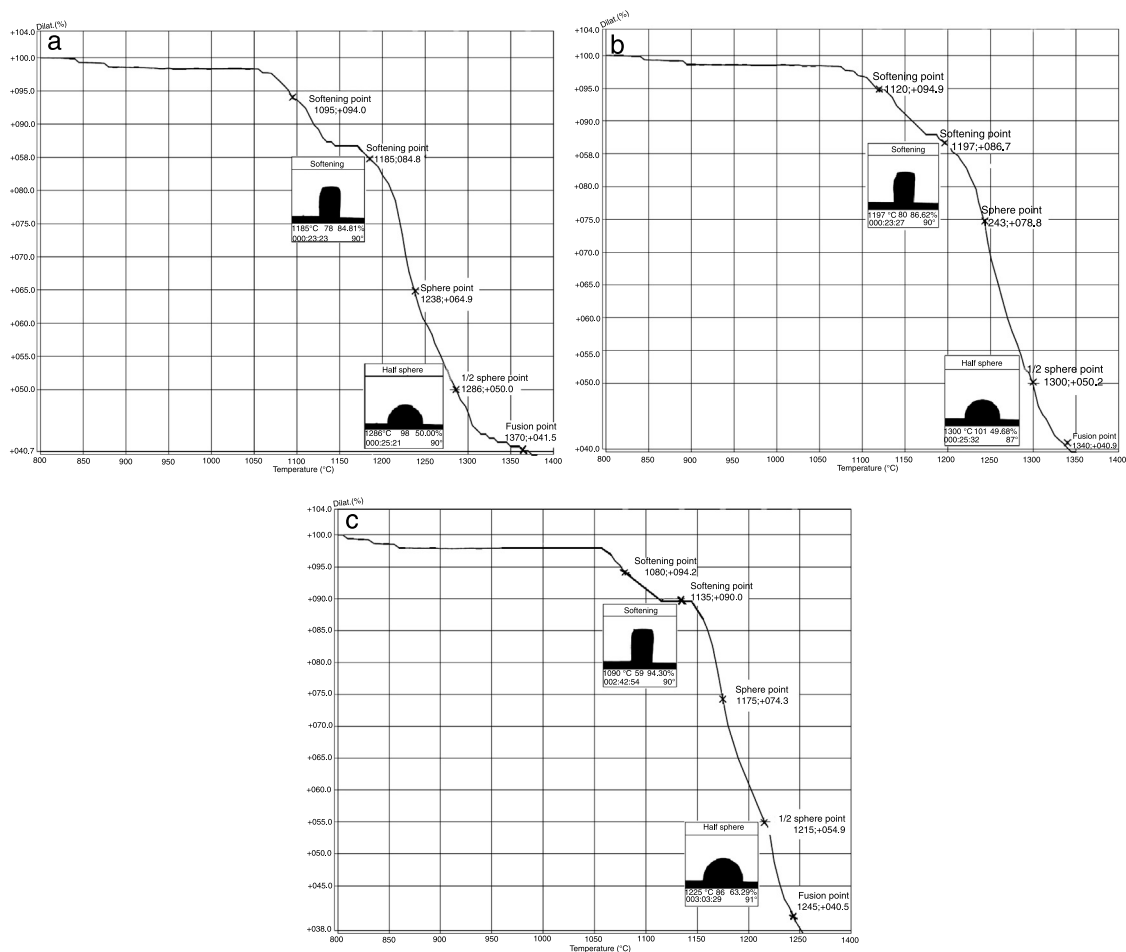 Dilat.(%)
a
+104.0
+100.0
+095.0
+090.0
+058.0
+080.0
+075.0
+070.0
+065.0
+060.0
+055.0
+050.0
+040.7
Softening point
1095;+094.0
Softening point
1185;084.8
Softening
1185°C 78 84.81%
000:23:23 90°
Sphere point
1238;+064.9
Half sphere
1286°C 98 50.00%
000:25:21 90°
1/2 sphere point
1286;+050.0
Fusion point
1370;+041.5
800 850 900 950 1000 1050 1100 1150 1200 1250 1300 1350 1400
Temperature (°C)
Dilat.(%)
b
+104.0
+100.0
+095.0
+090.0
+058.0
+080.0
+075.0
+070.0
+065.0
+060.0
+055.0
+050.0
+040.0
Softening point
1120;+094.9
Softening point
1197;+086.7
Softening
1197 °C 80 86.62%
000:23:27 90°
Sphere point
243;+078.8
Half sphere
1300 °C 101 49.68%
000:25:32 87°
1/2 sphere point
1300;+050.2
Fusion point
1340;+040.9
800 850 900 950 1000 1050 1100 1150 1200 1250 1300 1350 1400
Temperature (°C)
Dilat.(%)
c
+104.0
+100.0
+095.0
+090.0
+085.0
+080.0
+075.0
+070.0
+065.0
+060.0
+055.0
+050.0
+045.0
+038.0
Softening point
1080;+094.2
Softening point
1135;+090.0
Softening
1090 °C 59 94.30%
002:42:54 90°
Sphere point
1175;+074.3
1/2 sphere point
1215;+054.9
Half sphere
1225 °C 86 63.29%
003:03:29 91°
Fusion point
1245;+040.5
800 850 900 950 1000 1050 1100 1150 1200 1250 1300 1350 1400
Temperature (°C)